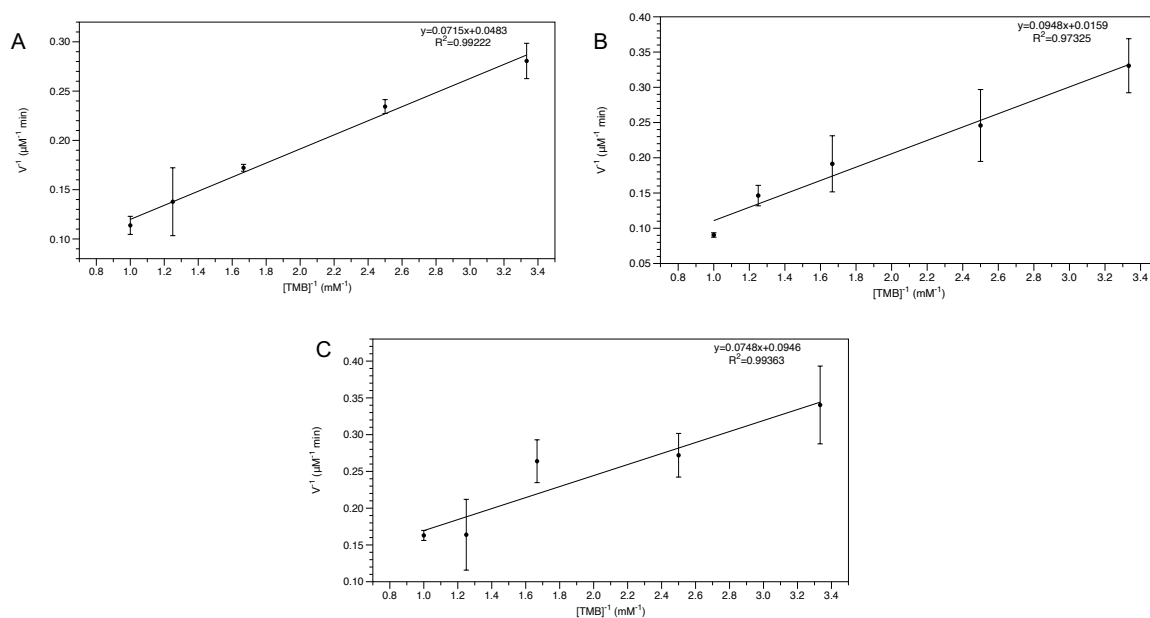 A
y=0.0715x+0.0483
R²=0.99222
0.30
0.25
0.20
0.15
0.10
V⁻¹ (µM⁻¹ min)
0.8 1.0 1.2 1.4 1.6 1.8 2.0 2.2 2.4 2.6 2.8 3.0 3.2 3.4
[TMB]⁻¹ (mM⁻¹)
B
y=0.0948x+0.0159
R²=0.97325
0.40
0.35
0.30
0.25
0.20
0.15
0.10
0.05
V⁻¹ (µM⁻¹ min)
0.8 1.0 1.2 1.4 1.6 1.8 2.0 2.2 2.4 2.6 2.8 3.0 3.2 3.4
[TMB]⁻¹ (mM⁻¹)
C
y=0.0748x+0.0946
R²=0.99363
0.40
0.35
0.30
0.25
0.20
0.15
0.10
V⁻¹ (µM⁻¹ min)
0.8 1.0 1.2 1.4 1.6 1.8 2.0 2.2 2.4 2.6 2.8 3.0 3.2 3.4
[TMB]⁻¹ (mM⁻¹)